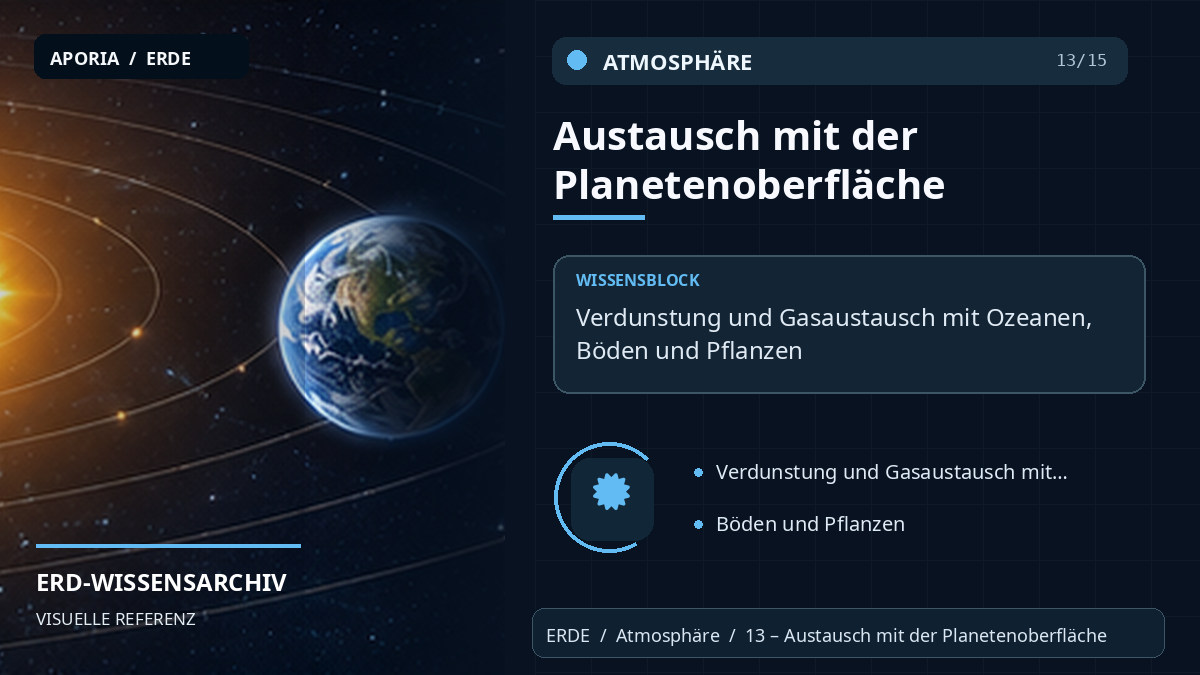 APORIA / ERDE
ATMOSPHÄRE
13/15
Austausch mit der
Planetenoberfläche
WISSENSBLOCK
Verdunstung und Gasaustausch mit Ozeanen,
Böden und Pflanzen
Verdunstung und Gasaustausch mit...
Böden und Pflanzen
ERD-WISSENSARCHIV
VISUELLE REFERENZ
ERDE / Atmosphäre / 13 – Austausch mit der Planetenoberfläche